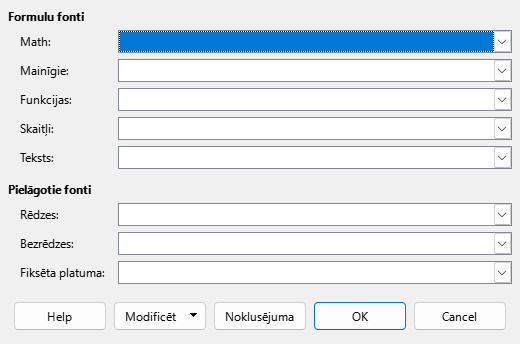 Formulu fonti
Math:
Mainīgie:
Funkcijas:
Skaitļi:
Teksts:
Pielāgotie fonti
Rēdzes:
Bezrēdzes:
Fiksēta platuma:
Help Modificēt Noklusējuma OK Cancel